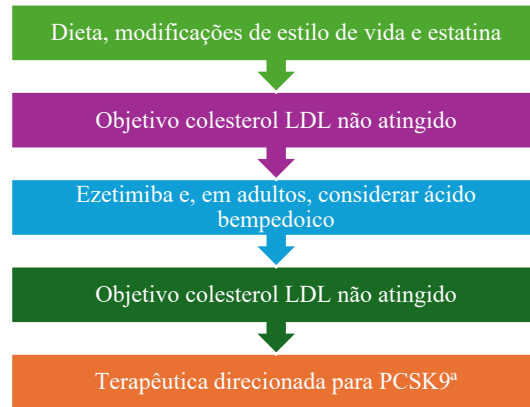 Dieta, modificações de estilo de vida e estatina
Objetivo colesterol LDL não atingido
Ezetimiba e, em adultos, considerar ácido
bempedoico
Objetivo colesterol LDL não atingido
Terapêutica direcionada para PCSK9ª